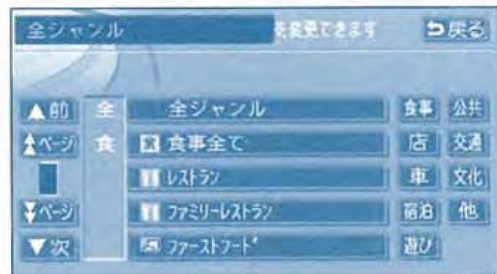 全ジャンル を変更できます 戻る
前 全 全ジャンル 食事 公共
ページ 食 食事全て 店 交通
レストラン 車 文化
ページ ファミリーレストラン 宿泊 他
次 ファーストフード 遊び